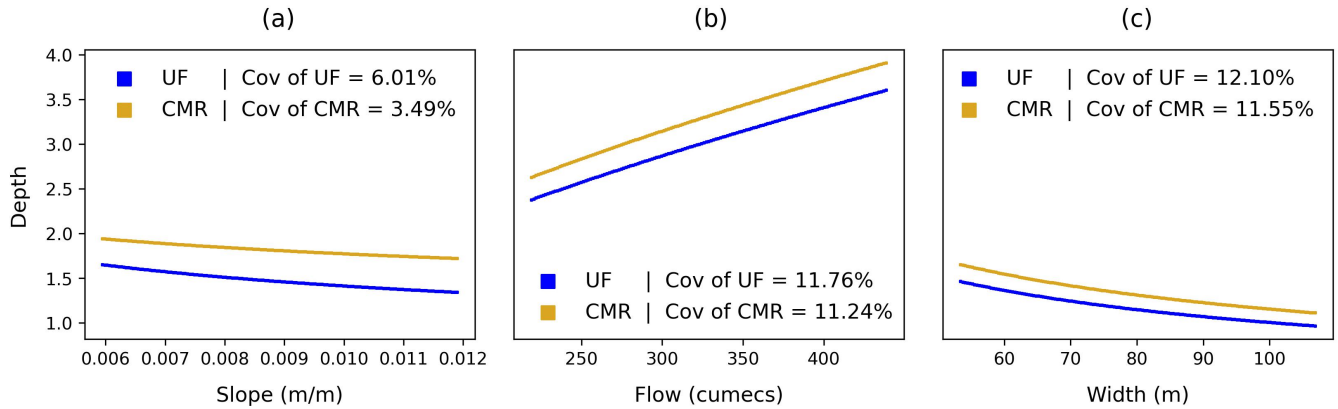 (a)
(b)
(c)
Depth
4.0
3.5
3.0
2.5
2.0
1.5
1.0
UF | Cov of UF = 6.01%
CMR | Cov of CMR = 3.49%
0.006 0.007 0.008 0.009 0.010 0.011 0.012
Slope (m/m)
UF | Cov of UF = 11.76%
CMR | Cov of CMR = 11.24%
250 300 350 400
Flow (cumecs)
UF | Cov of UF = 12.10%
CMR | Cov of CMR = 11.55%
60 70 80 90 100
Width (m)